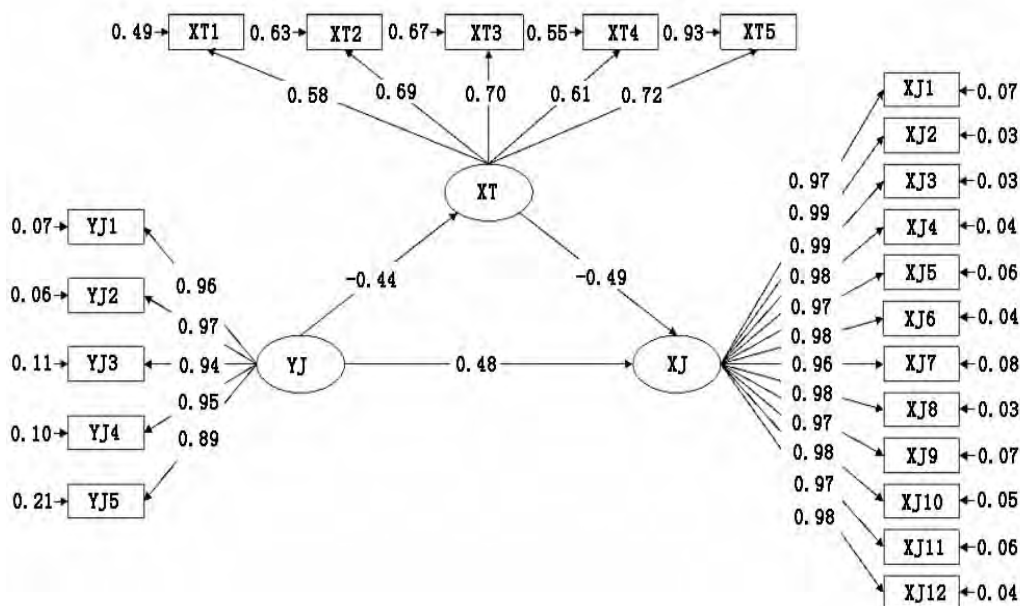 0.49 XT1 0.63 XT2 0.67 XT3 0.55 XT4 0.93 XT5
0.58 0.69 0.70 0.61 0.72
XT
-0.44 -0.49
YJ 0.48 XJ
0.07 YJ1
0.06 YJ2
0.11 YJ3
0.10 YJ4
0.21 YJ5
0.96
0.97
0.94
0.95
0.89
0.97
0.99
0.99
0.98
0.97
0.98
0.96
0.98
0.97
0.98
0.97
0.98
XJ1 0.07
XJ2 0.03
XJ3 0.03
XJ4 0.04
XJ5 0.06
XJ6 0.04
XJ7 0.08
XJ8 0.03
XJ9 0.07
XJ10 0.05
XJ11 0.06
XJ12 0.04